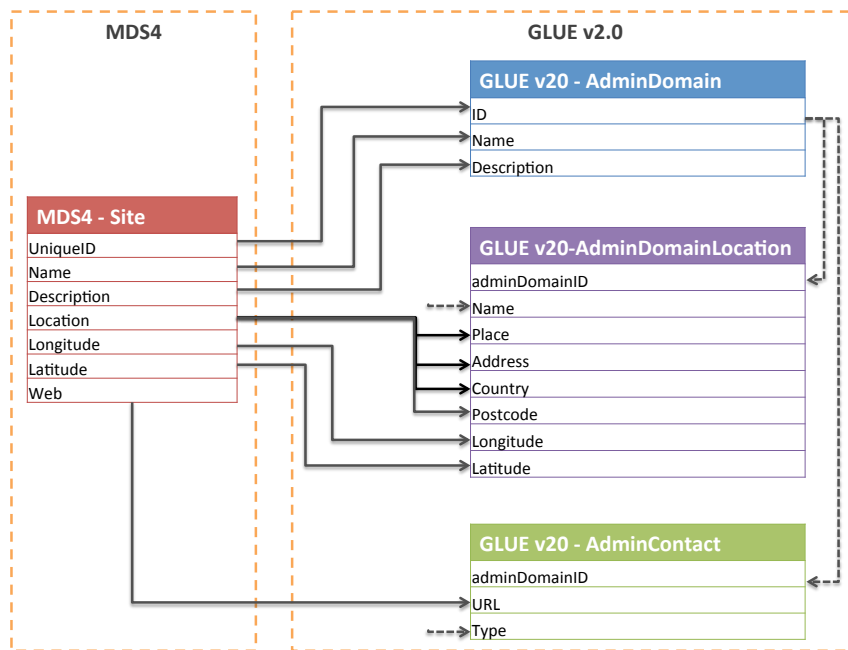 MDS4
GLUE v2.0
MDS4 - Site
UniqueID
Name
Description
Location
Longitude
Latitude
Web
GLUE v20 - AdminDomain
ID
Name
Description
GLUE v20-AdminDomainLocation
adminDomainID
Name
Place
Address
Country
Postcode
Longitude
Latitude
GLUE v20 - AdminContact
adminDomainID
URL
Type